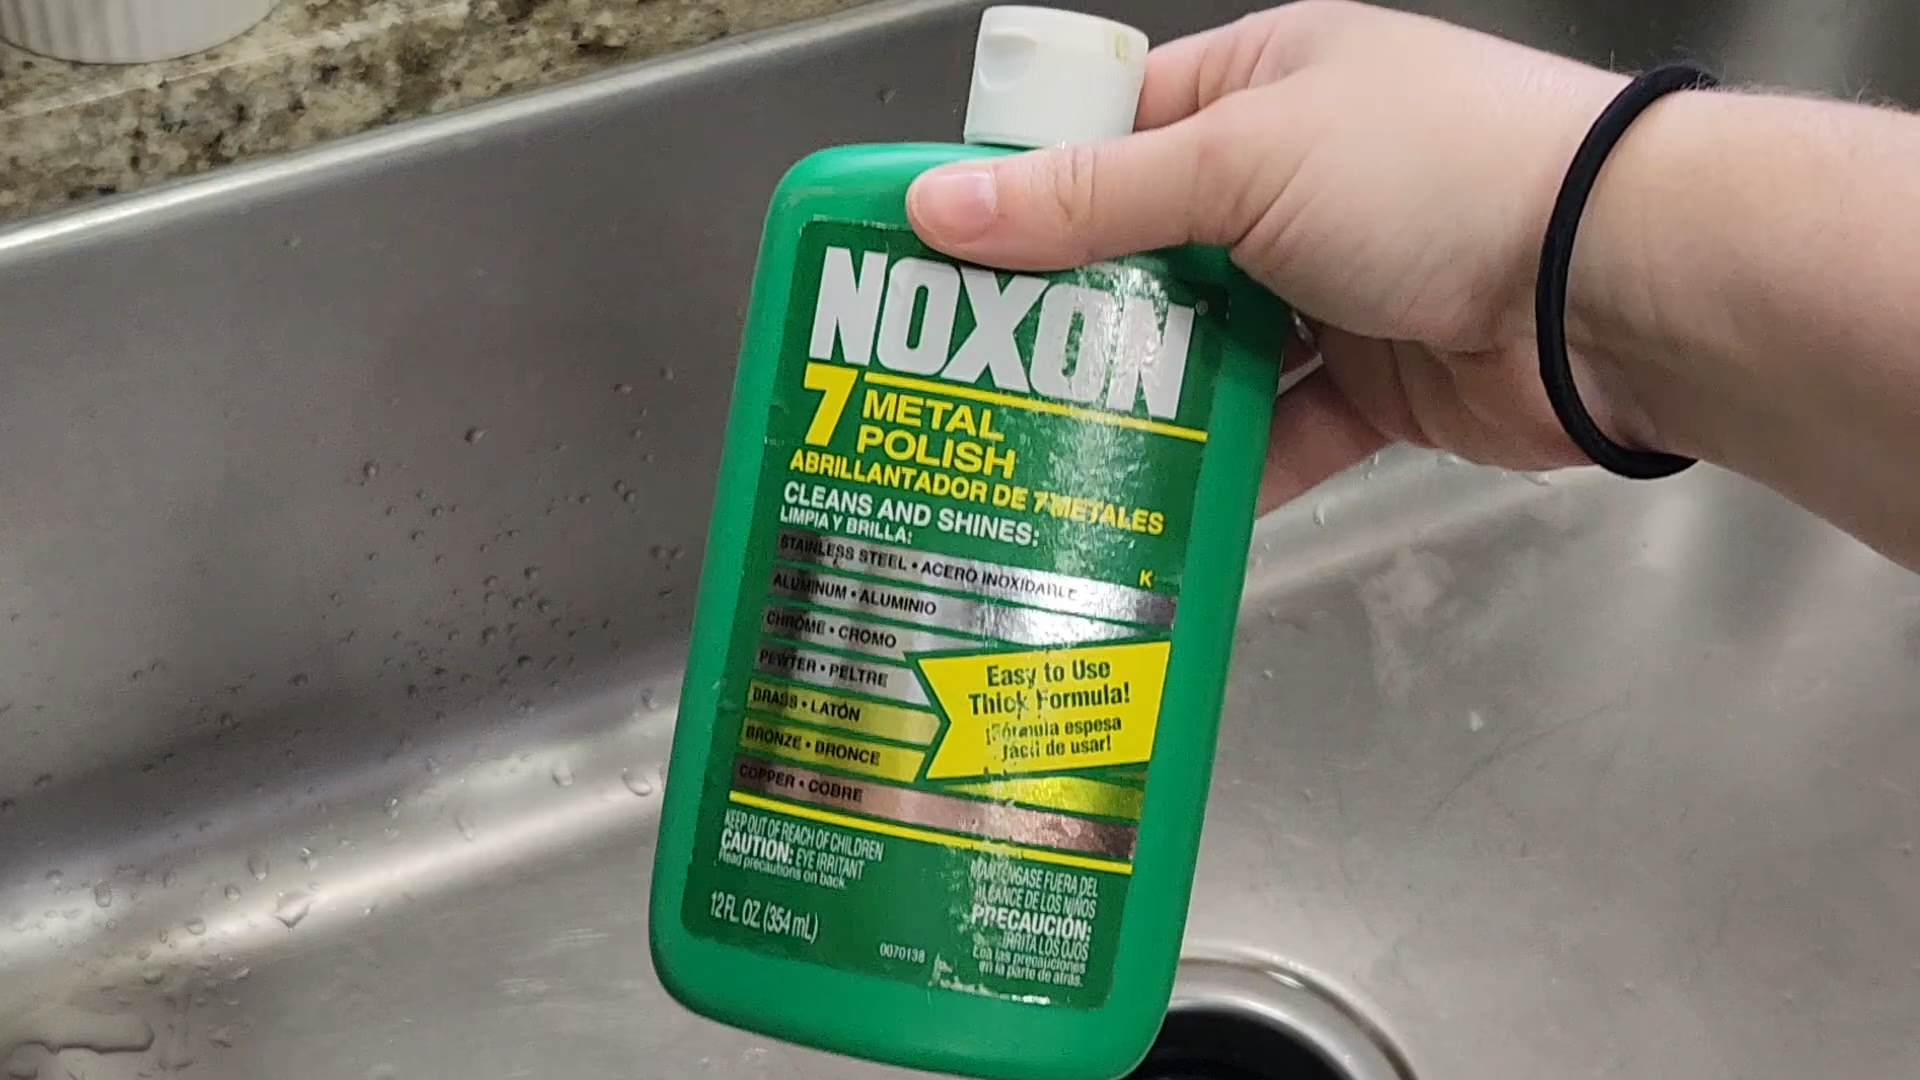 NOXON®
7 METAL
POLISH
ABRILLANTADOR DE 7 METALES
CLEANS AND SHINES:
LIMPIA Y BRILLA:
STAINLESS STEEL • ACERO INOXIDABLE
K
ALUMINUM • ALUMINIO
CHROME • CROMO
PEWTER • PELTRE
BRASS • LATÓN
BRONZE • BRONCE
COPPER • COBRE
Easy to Use
Thick Formula!
¡Fórmula espesa
fácil de usar!
KEEP OUT OF REACH OF CHILDREN
CAUTION: EYE IRRITANT
Read precautions on back.
12 FL. OZ. (354 mL)
0070138
MANTÉNGASE FUERA DEL
ALCANCE DE LOS NIÑOS
PRECAUCIÓN:
IRRITA LOS OJOS
Lea las precauciones
en la parte de atrás.